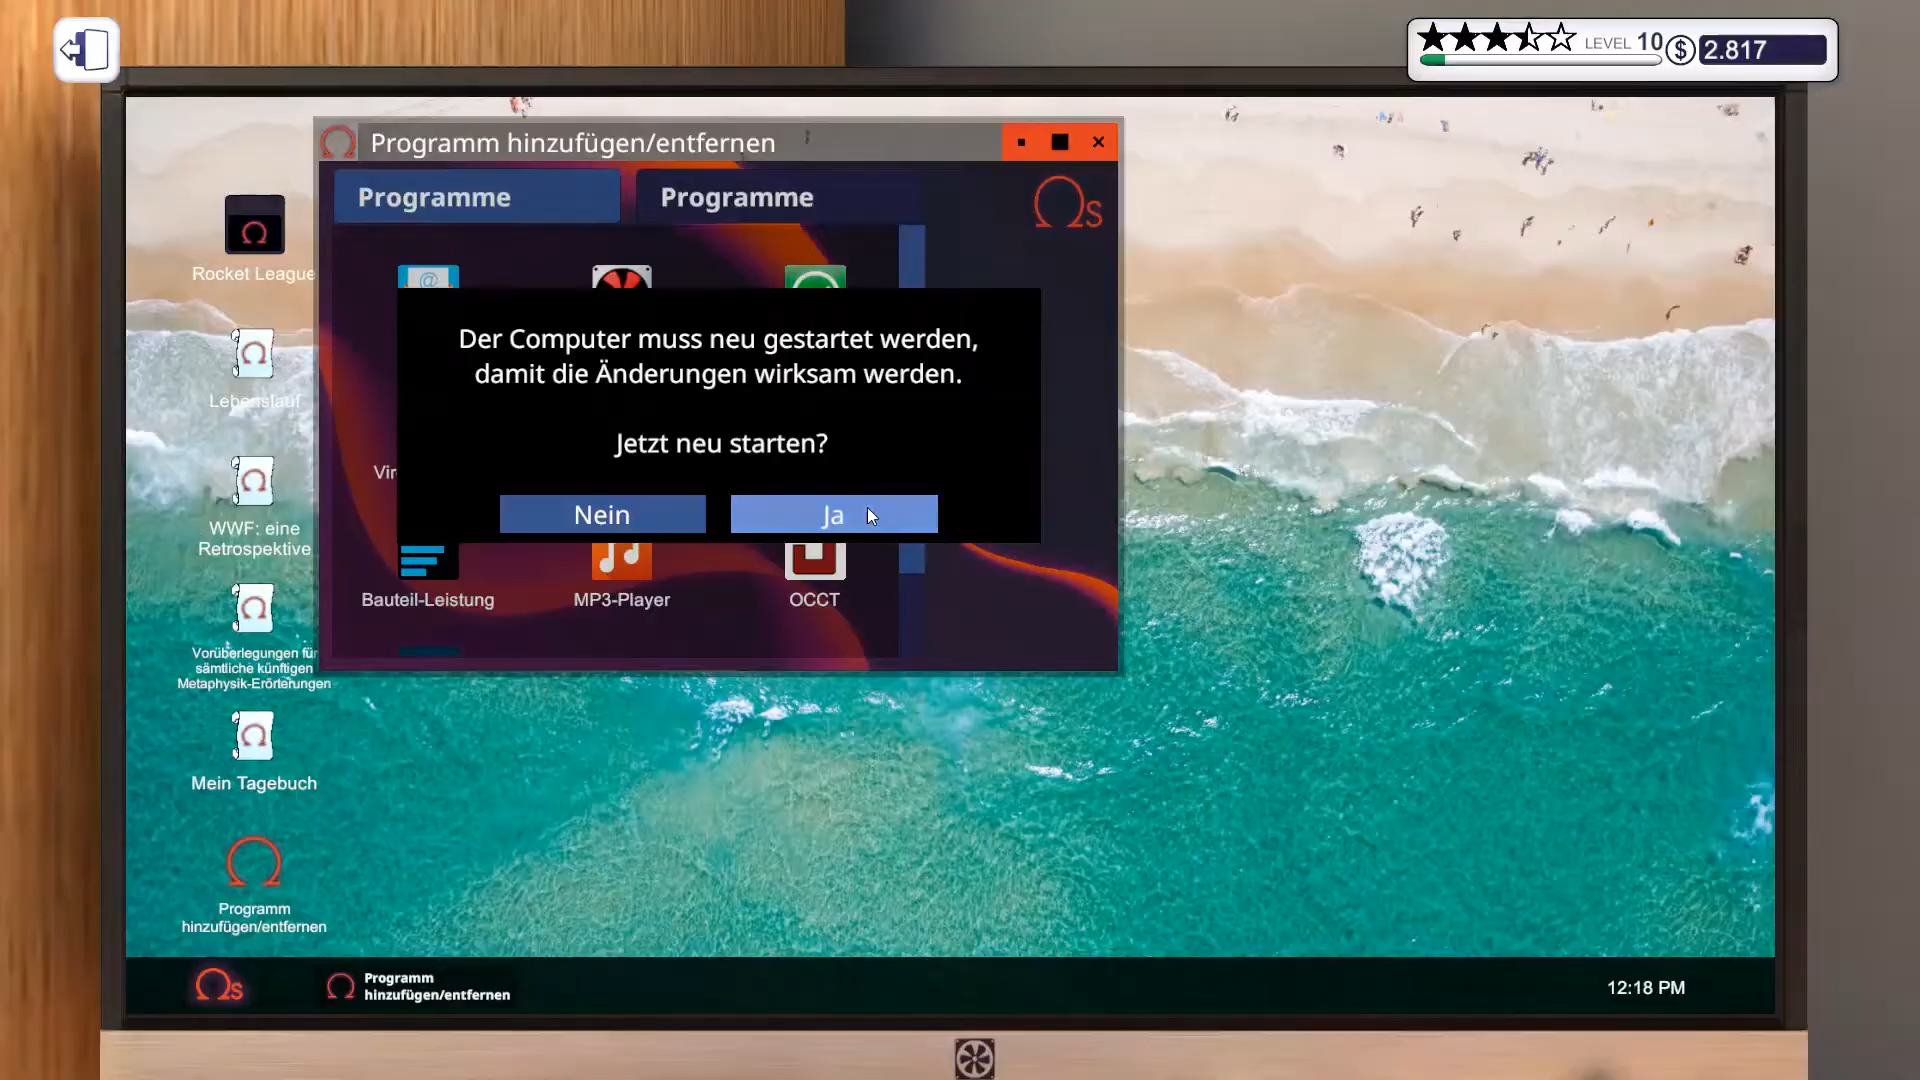 LEVEL 10
2.817
Programm hinzufügen/entfernen
Programme
Programme
Rocket League
Der Computer muss neu gestartet werden,
damit die Änderungen wirksam werden.
Jetzt neu starten?
Nein
Ja
Lebenslauf
WWF: eine
Retrospektive
Bauteil-Leistung
MP3-Player
OCCT
Vorüberlegungen für
sämtliche künftigen
Metaphysik-Erörterungen
Mein Tagebuch
Programm
hinzufügen/entfernen
Programm
hinzufügen/entfernen
12:18 PM